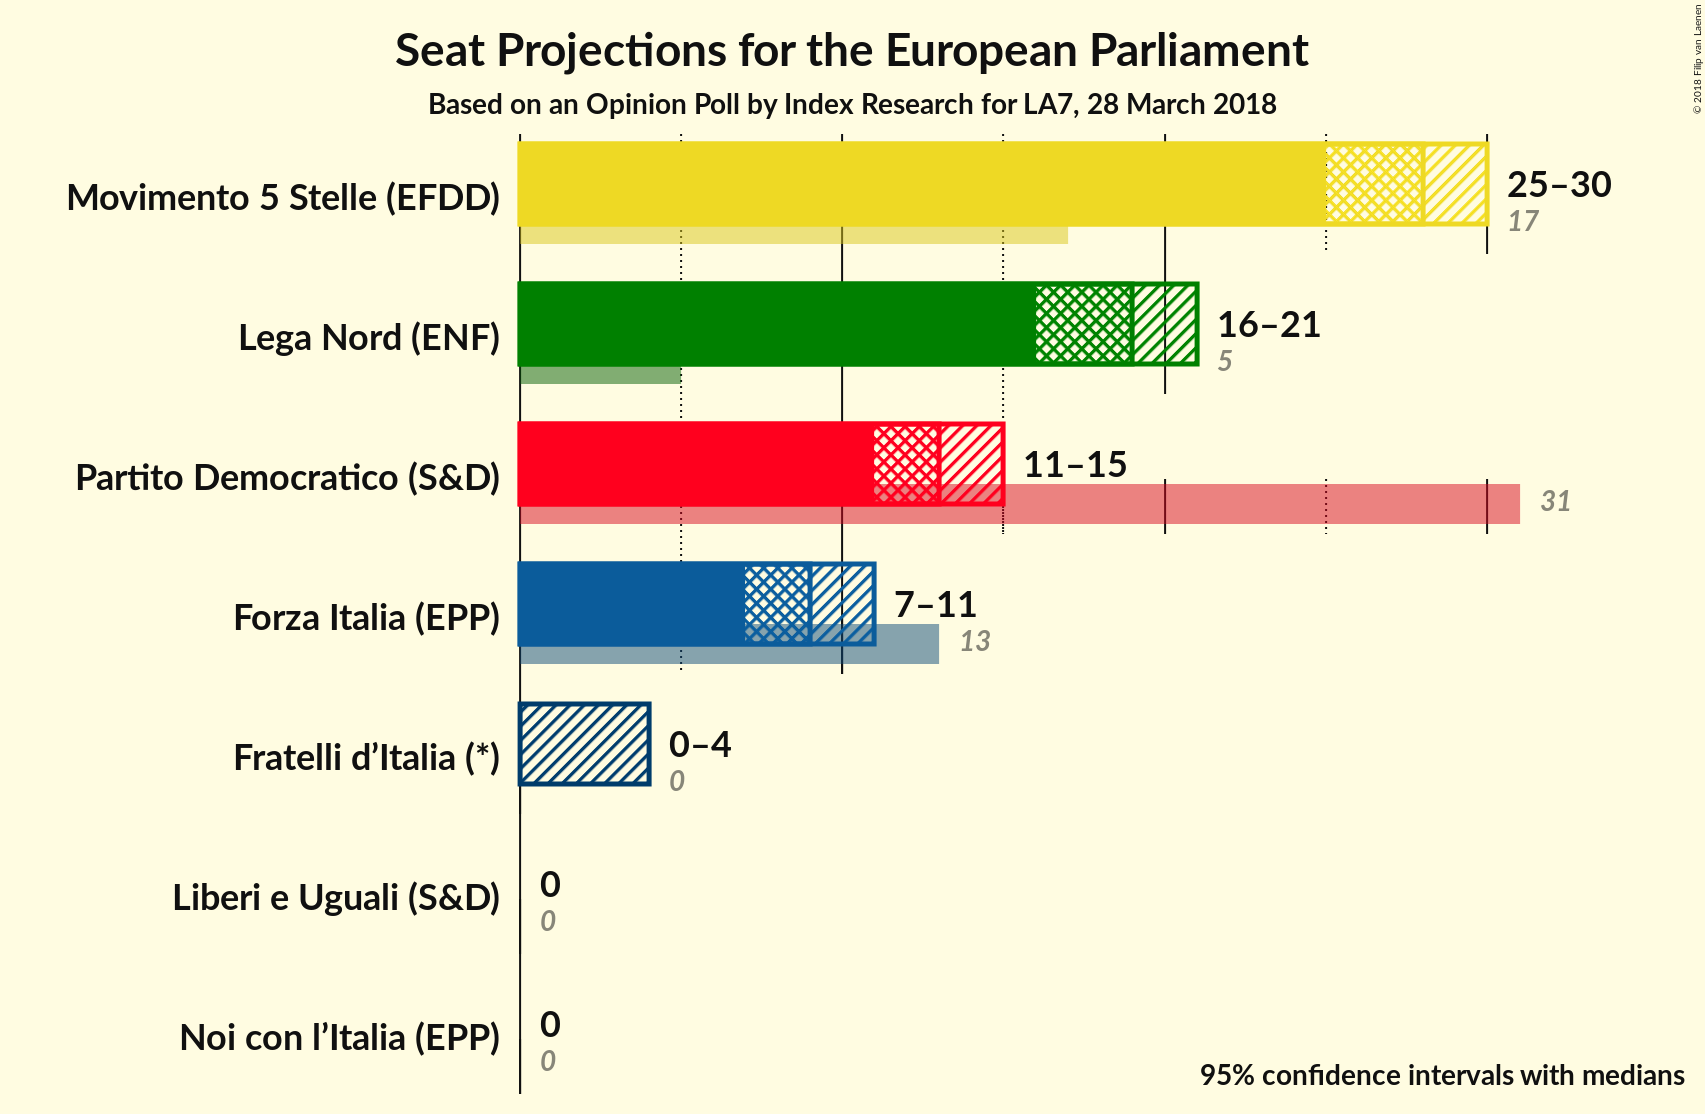 Seat Projections for the European Parliament
Based on an Opinion Poll by Index Research for LA7, 28 March 2018
© 2018 Filip van Laenen
Movimento 5 Stelle (EFDD)
25–30
17
Lega Nord (ENF)
16–21
5
Partito Democratico (S&D)
11–15
31
Forza Italia (EPP)
7–11
13
Fratelli d’Italia (*)
0–4
0
Liberi e Uguali (S&D)
0
0
Noi con l’Italia (EPP)
0
0
95% confidence intervals with medians